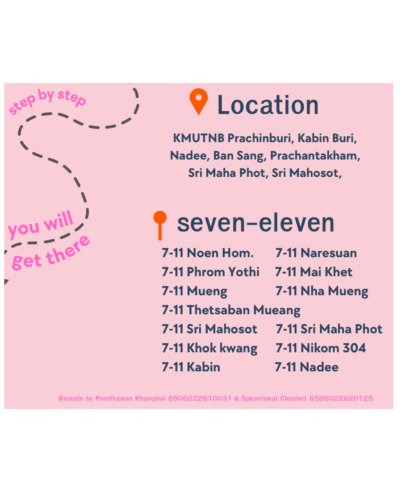 step by step
you will
get there
Location
KMUTNB Prachinburi, Kabin Buri,
Nadee, Ban Sang, Prachantakham,
Sri Maha Phot, Sri Mahosot,
seven-eleven
7-11 Noen Hom. 7-11 Naresuan
7-11 Phrom Yothi 7-11 Mai Khet
7-11 Mueng 7-11 Nha Mueng
7-11 Thetsaban Mueang
7-11 Sri Mahosot 7-11 Sri Maha Phot
7-11 Khok kwang 7-11 Nikom 304
7-11 Kabin 7-11 Nadee
@create by Pornthawan Khumphai 6506022610031 & Sukonlawat Choolert 6506022620125